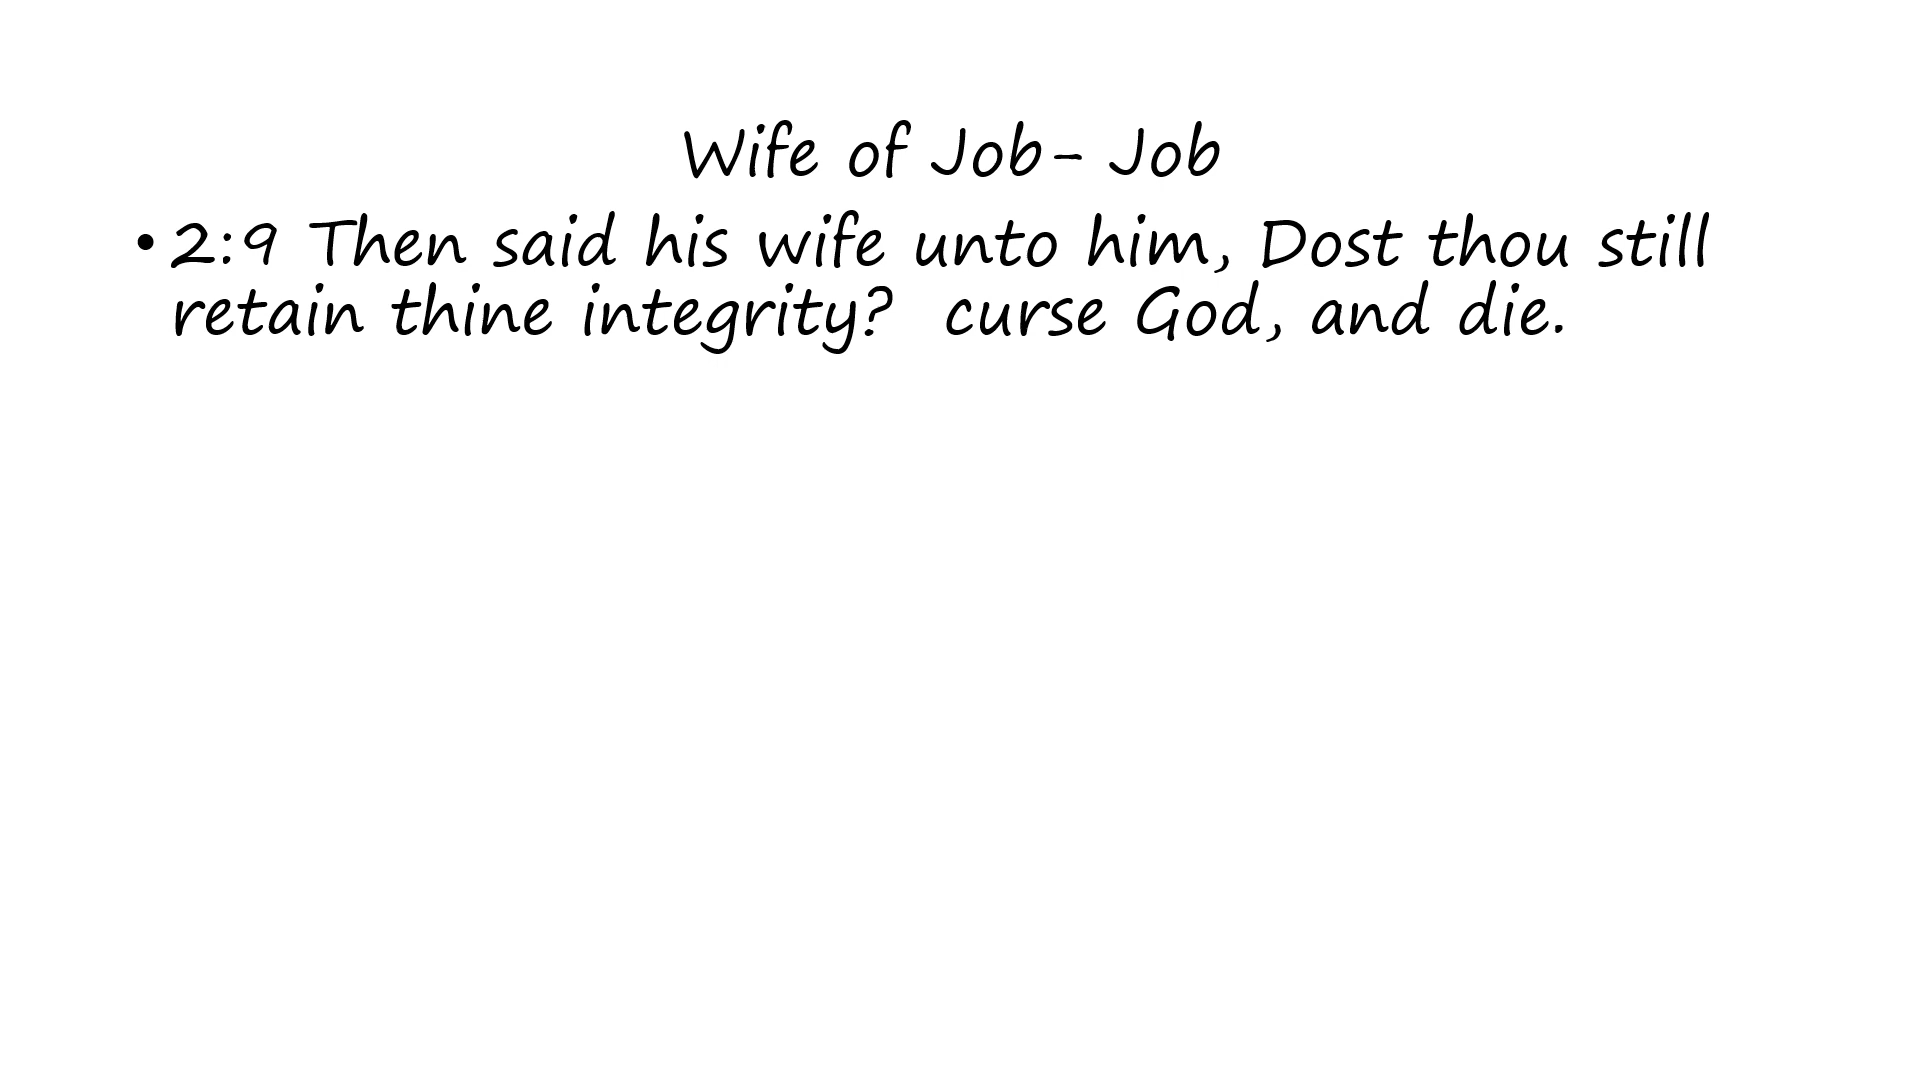 Wife of Job- Job
• 2:9 Then said his wife unto him, Dost thou still
retain thine integrity?  curse God, and die.